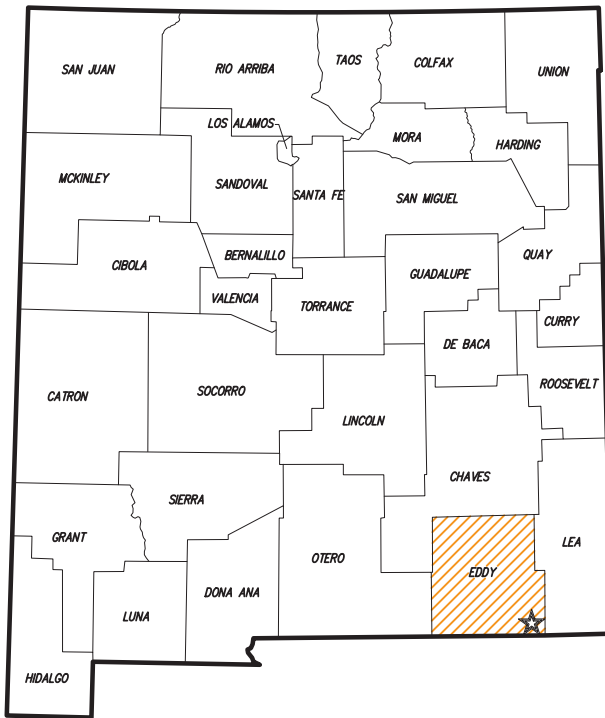 SAN JUAN
RIO ARRIBA
TAOS
COLFAX
UNION
LOS ALAMOS
MORA
HARDING
MCKINLEY
SANDOVAL
SANTA FE
SAN MIGUEL
CIBOLA
BERNALILLO
GUADALUPE
QUAY
VALENCIA
TORRANCE
CURRY
DE BACA
CATRON
SOCORRO
LINCOLN
ROOSEVELT
CHAVES
SIERRA
GRANT
OTERO
EDDY
LEA
LUNA
DONA ANA
HIDALGO